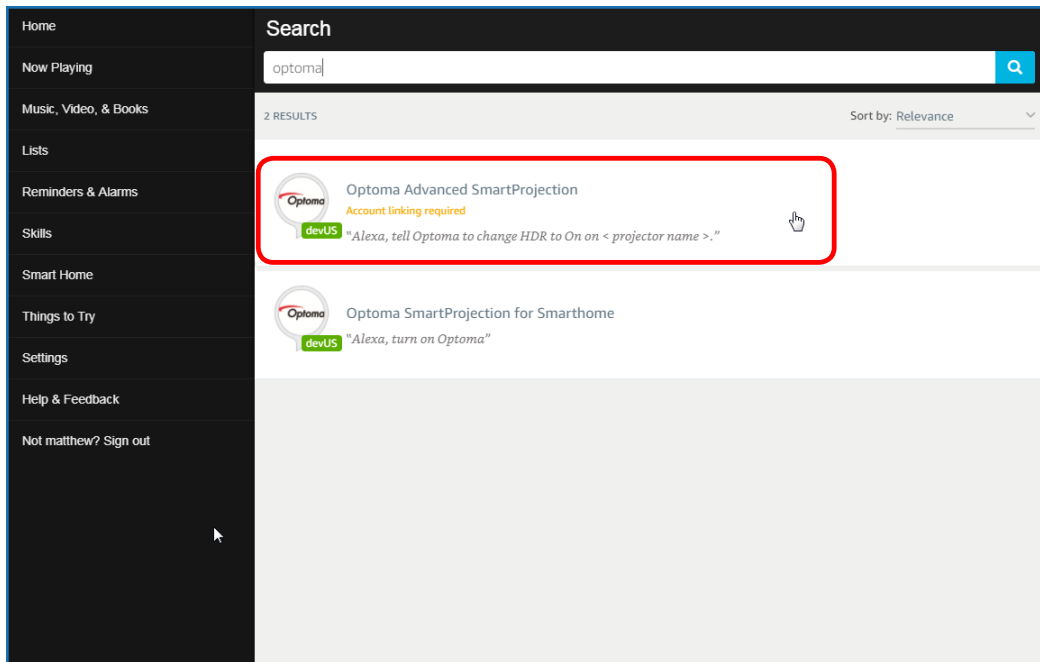 Home
Now Playing
Music, Video, & Books
Lists
Reminders & Alarms
Skills
Smart Home
Things to Try
Settings
Help & Feedback
Not matthew? Sign out
Search
optoma
2 RESULTS
Sort by: Relevance
Optoma
devUS
Optoma Advanced SmartProjection
Account linking required
"Alexa, tell Optoma to change HDR to On on < projector name >."
Optoma
devUS
Optoma SmartProjection for Smarthome
"Alexa, turn on Optoma"